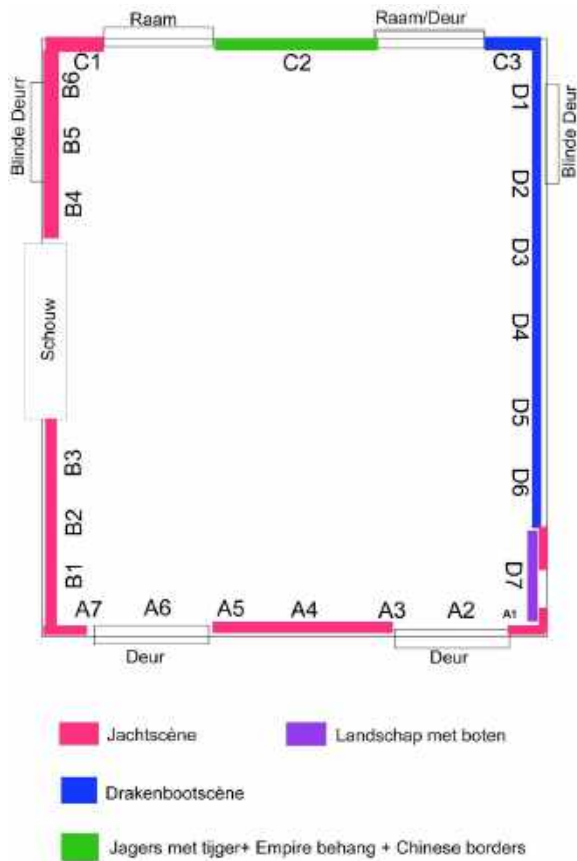 Raam
Raam/Deur
C1
C2
C3
B6
B5
B4
Blinde Deurr
D1
D2
D3
D4
D5
D6
D7
Blinde Deur
Schouw
B3
B2
B1
A7
A6
A5
A4
A3
A2
A1
Deur
Deur
Jachtscène
Landschap met boten
Drakenbootscène
Jagers met tijger+ Empire behang + Chinese borders